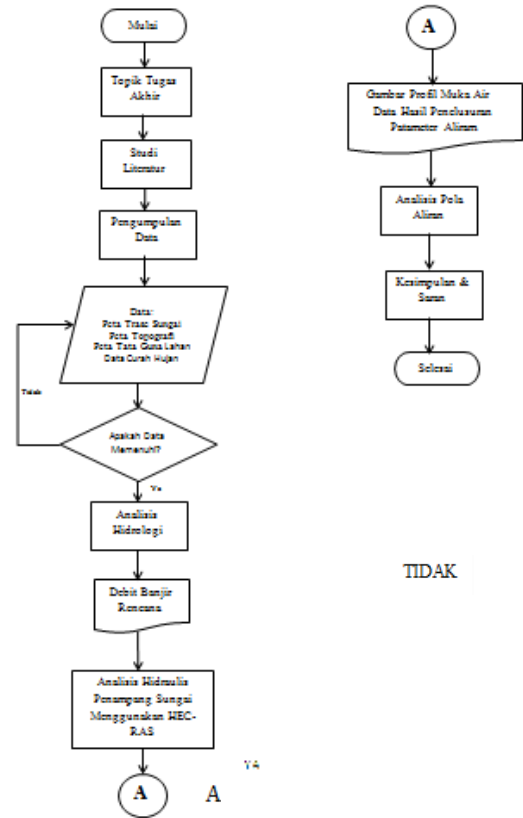 Mulai
Topik Tugas
Akhir
Studi
Literatur
Pengumpulan
Data
Data:
Peta Trase Sungai
Peta Topografi
Peta Tata Guna Lahan
Data Curah Hujan
Tidak
Apakah Data
Memenuhi?
Ya
Analisis
Hidrologi
Debit Banjir
Rencana
Analisis Hidraulis
Penampang Sungai
Menggunakan HEC-
RAS
YA
A
A
A
Gambar Profil Muka Air
Data Hasil Penelusuran
Patameter Aliran
Analisis Pola
Aliran
Kesimpulan &
Saran
Selesai
TIDAK